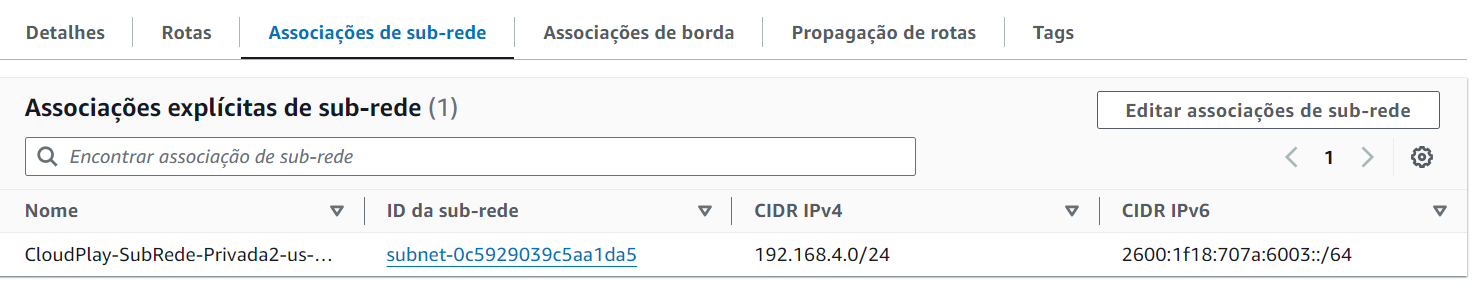 Detalhes Rotas Associações de sub-rede Associações de borda Propagação de rotas Tags
Associações explícitas de sub-rede (1)
Editar associações de sub-rede
Encontrar associação de sub-rede
1
Nome ID da sub-rede CIDR IPv4 CIDR IPv6
CloudPlay-SubRede-Privada2-us-... subnet-0c5929039c5aa1da5 192.168.4.0/24 2600:1f18:707a:6003::/64